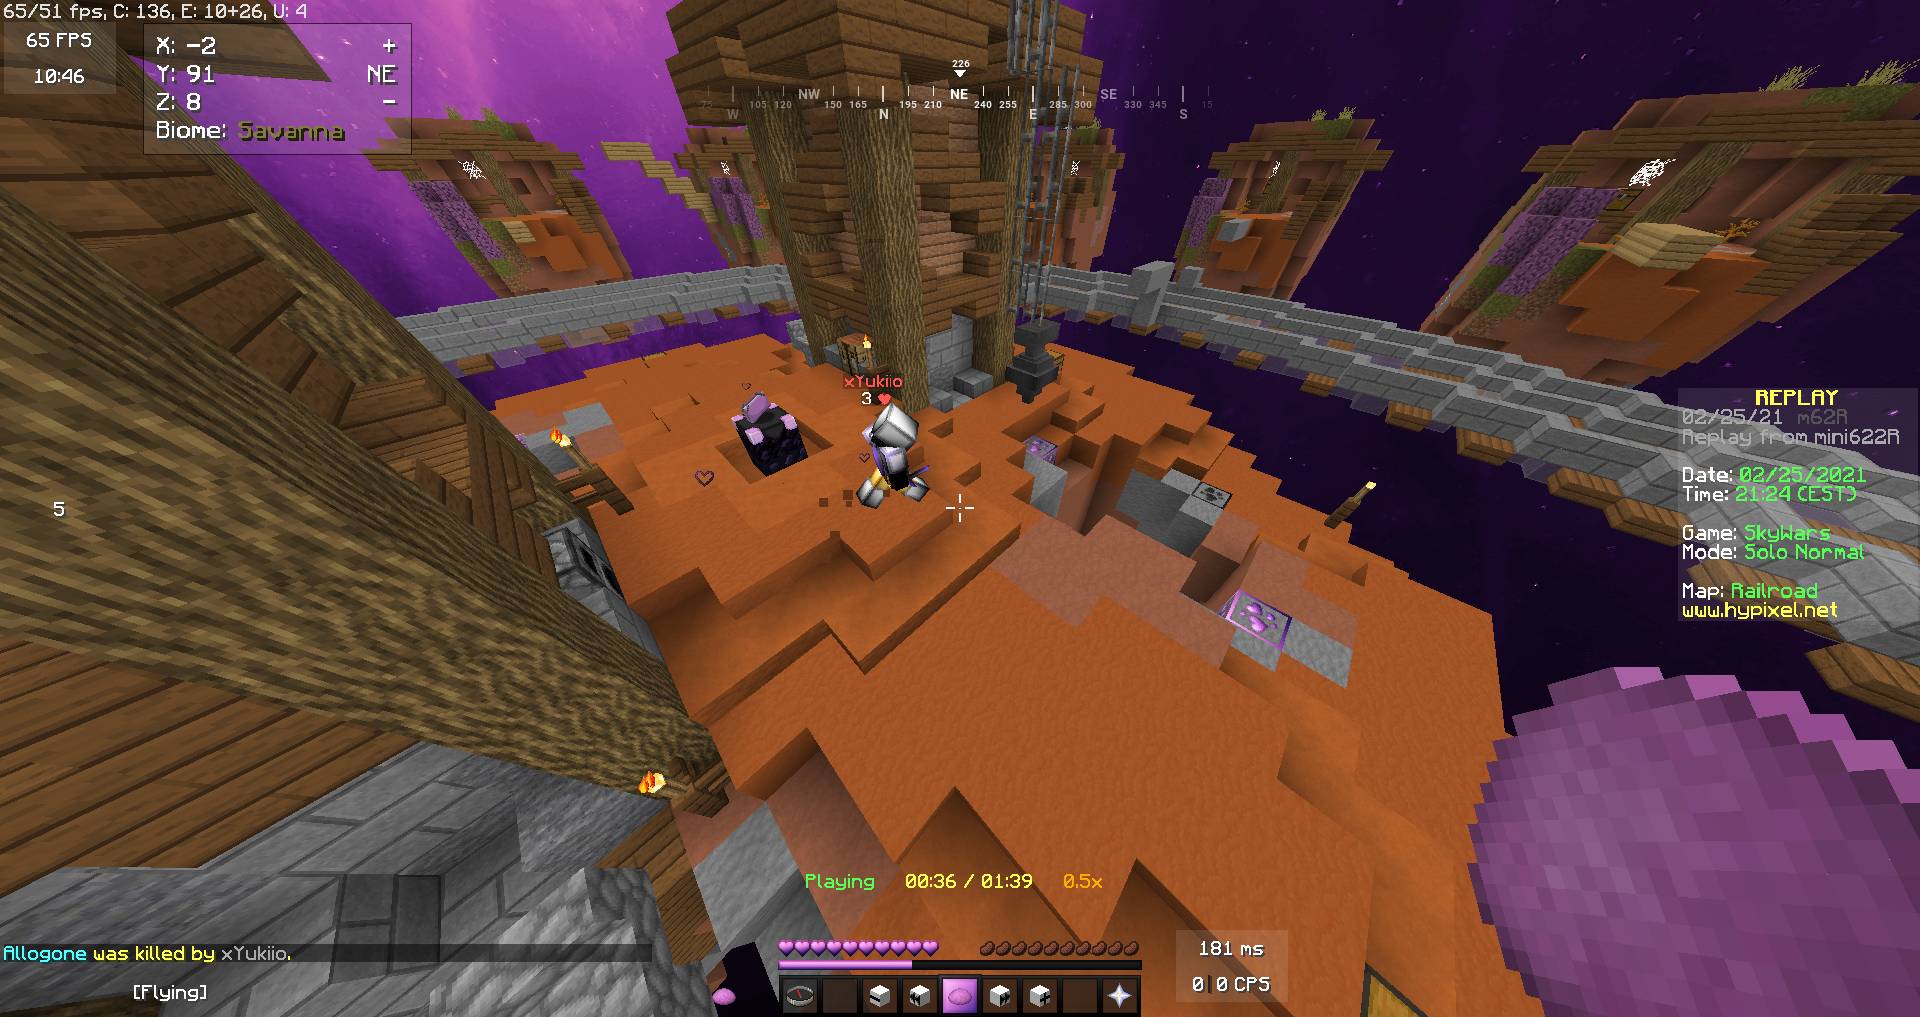 65/51 fps, C: 136, E: 10+26, U: 4
65 FPS
10:46
X: -2 +
Y: 91 NE
Z: 8 -
Biome: Savanna
226
NW NE SE
75 105 120 150 165 195 210 240 255 285 300 330 345 15
W N E S
xYukiio
3
5
REPLAY
02/25/21 m62R
Replay from mini622R
Date: 02/25/2021
Time: 21:24 (EST)
Game: SkyWars
Mode: Solo Normal
Map: Railroad
www.hypixel.net
Playing 00:36 / 01:39 0.5x
Allogone was killed by xYukiio.
[Flying]
181 ms
0|0 CPS